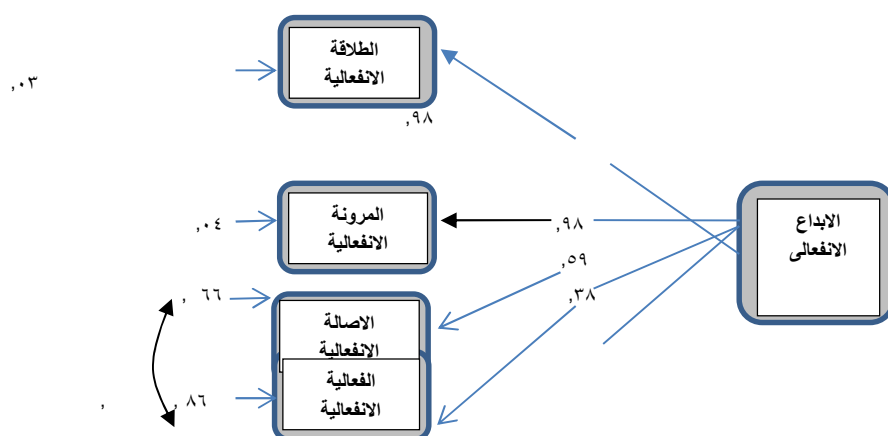 الطلاقة
الانفعالية
,٠٣
,٩٨
الابداع
الانفعالى
المرونة
الانفعالية
,٩٨
,٠٤
,٥٩
,٣٨
, ٦٦
الاصالة
الانفعالية
الفعالية
الانفعالية
, ٨٦
,